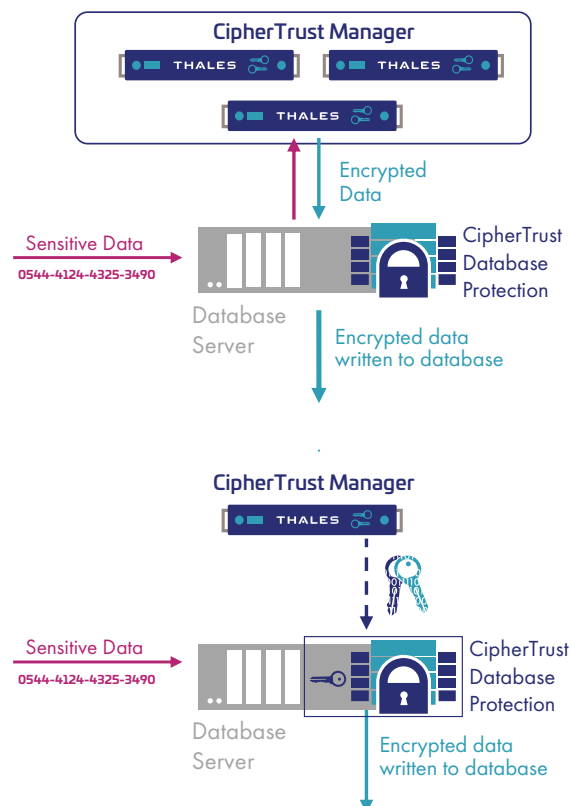 CipherTrust Manager
THALES
THALES
THALES
Encrypted
Data
Sensitive Data
0544-4124-4325-3490
CipherTrust
Database
Protection
Database
Server
Encrypted data
written to database
CipherTrust Manager
THALES
Sensitive Data
0544-4124-4325-3490
CipherTrust
Database
Protection
Database
Server
Encrypted data
written to database